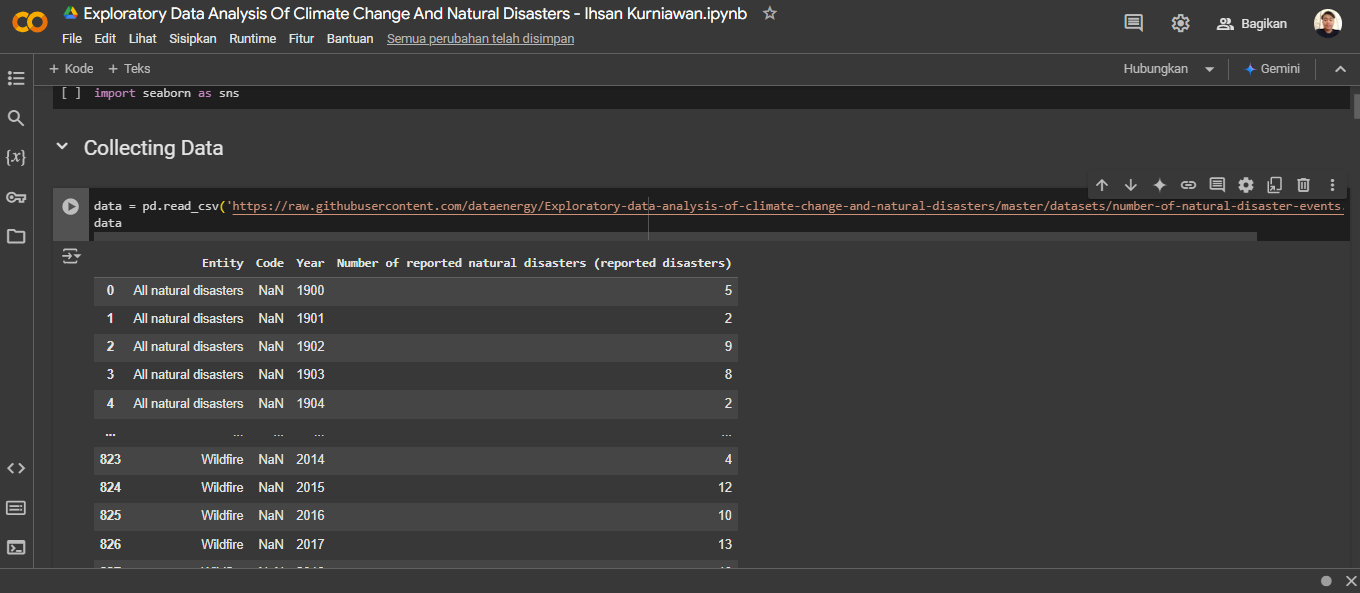 Exploratory Data Analysis Of Climate Change And Natural Disasters - Ihsan Kurniawan.ipynb
File Edit Lihat Sisipkan Runtime Fitur Bantuan Semua perubahan telah disimpan
Bagikan
+ Kode + Teks
Hubungkan
Gemini
[ ] import seaborn as sns
Collecting Data
data = pd.read_csv('https://raw.githubusercontent.com/dataenergy/Exploratory-data-analysis-of-climate-change-and-natural-disasters/master/datasets/number-of-natural-disaster-events.
data
Entity Code Year Number of reported natural disasters (reported disasters)
0 All natural disasters NaN 1900 5
1 All natural disasters NaN 1901 2
2 All natural disasters NaN 1902 9
3 All natural disasters NaN 1903 8
4 All natural disasters NaN 1904 2
... ... ... ... ...
823 Wildfire NaN 2014 4
824 Wildfire NaN 2015 12
825 Wildfire NaN 2016 10
826 Wildfire NaN 2017 13